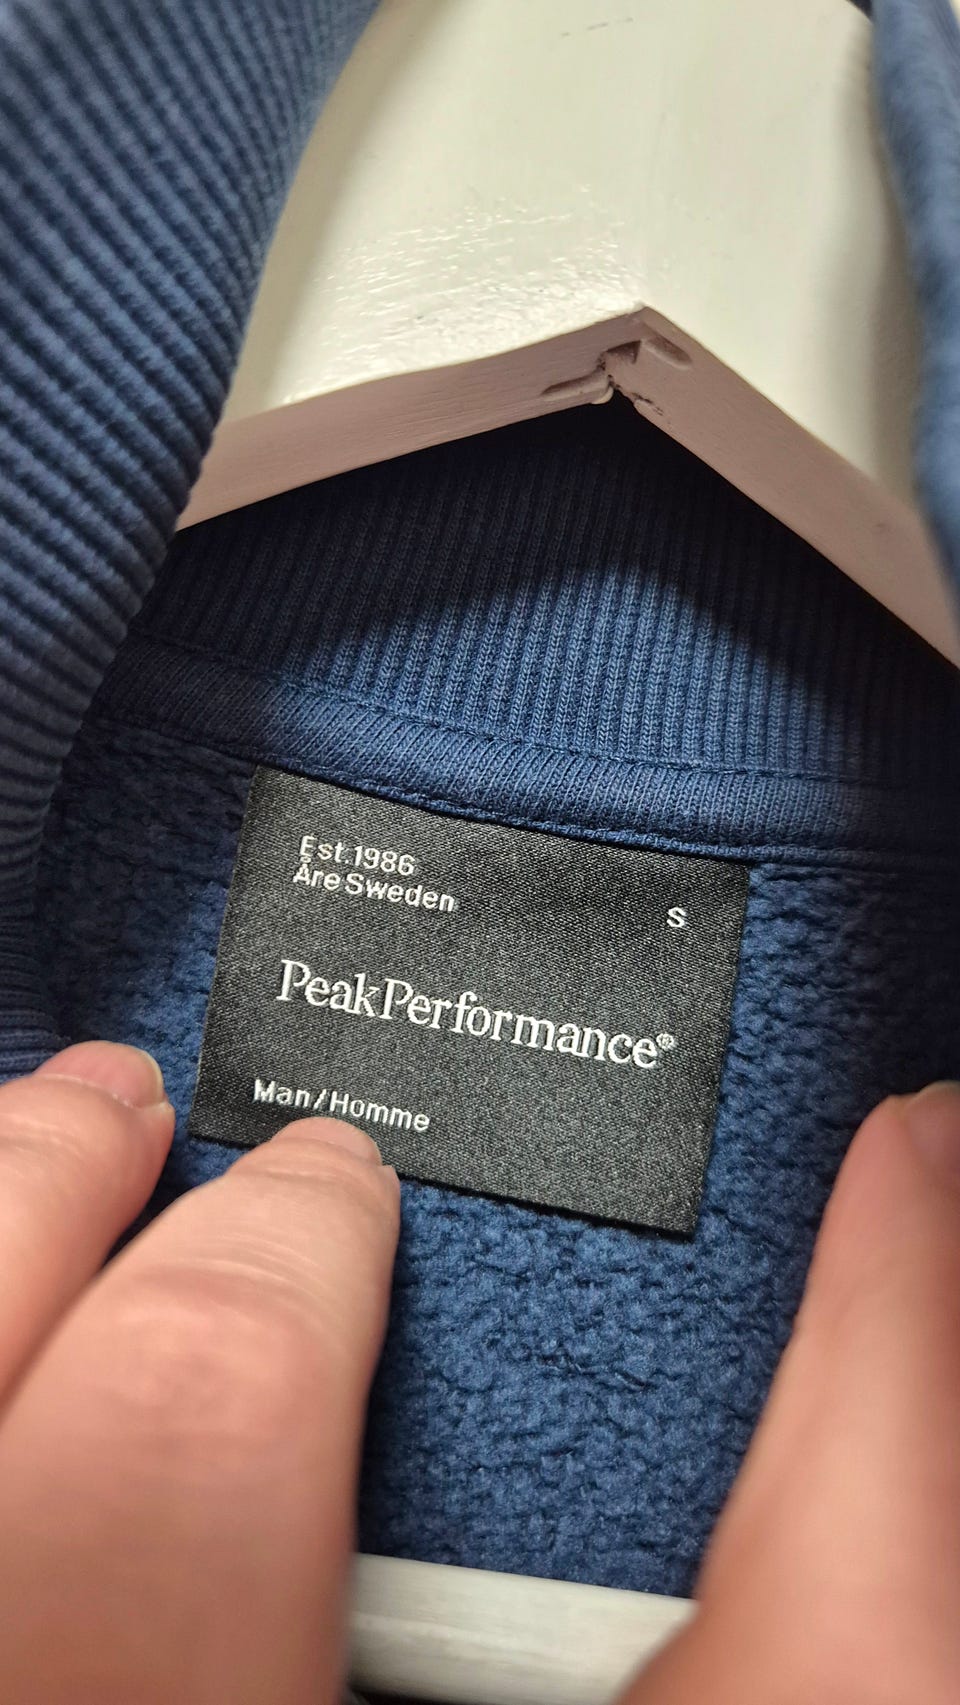 Est.1986
Åre Sweden
S
PeakPerformance®
Man/Homme